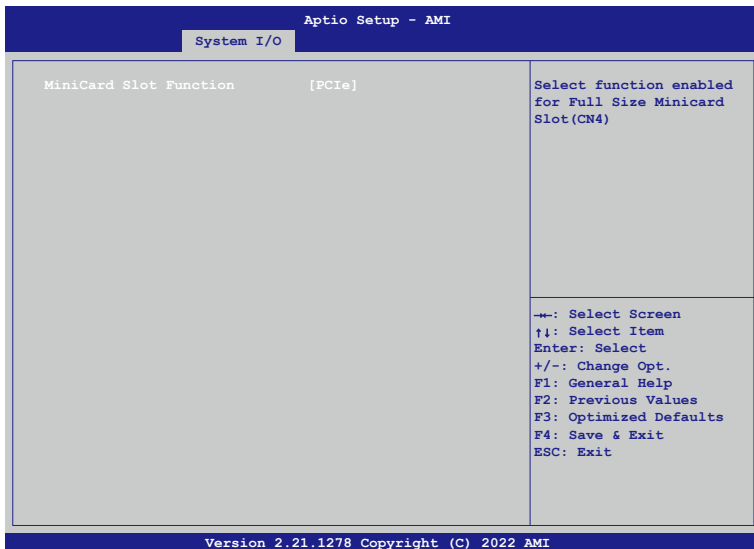 Aptio Setup - AMI
System I/O
MiniCard Slot Function [PCIe]
Select function enabled
for Full Size Minicard
Slot(CN4)
→←: Select Screen
↑↓: Select Item
Enter: Select
+/-: Change Opt.
F1: General Help
F2: Previous Values
F3: Optimized Defaults
F4: Save & Exit
ESC: Exit
Version 2.21.1278 Copyright (C) 2022 AMI